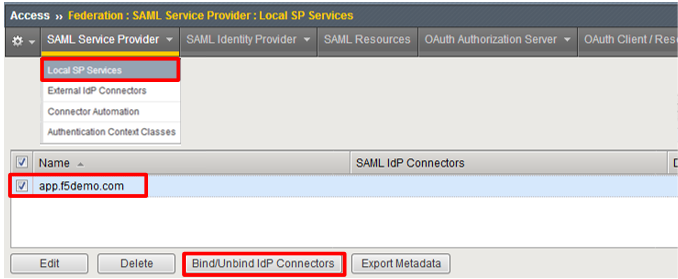 Access ›› Federation : SAML Service Provider : Local SP Services
SAML Service Provider SAML Identity Provider SAML Resources OAuth Authorization Server OAuth Client / Res
Local SP Services
External IdP Connectors
Connector Automation
Authentication Context Classes
Name SAML IdP Connectors D
app.f5demo.com
Edit Delete Bind/Unbind IdP Connectors Export Metadata